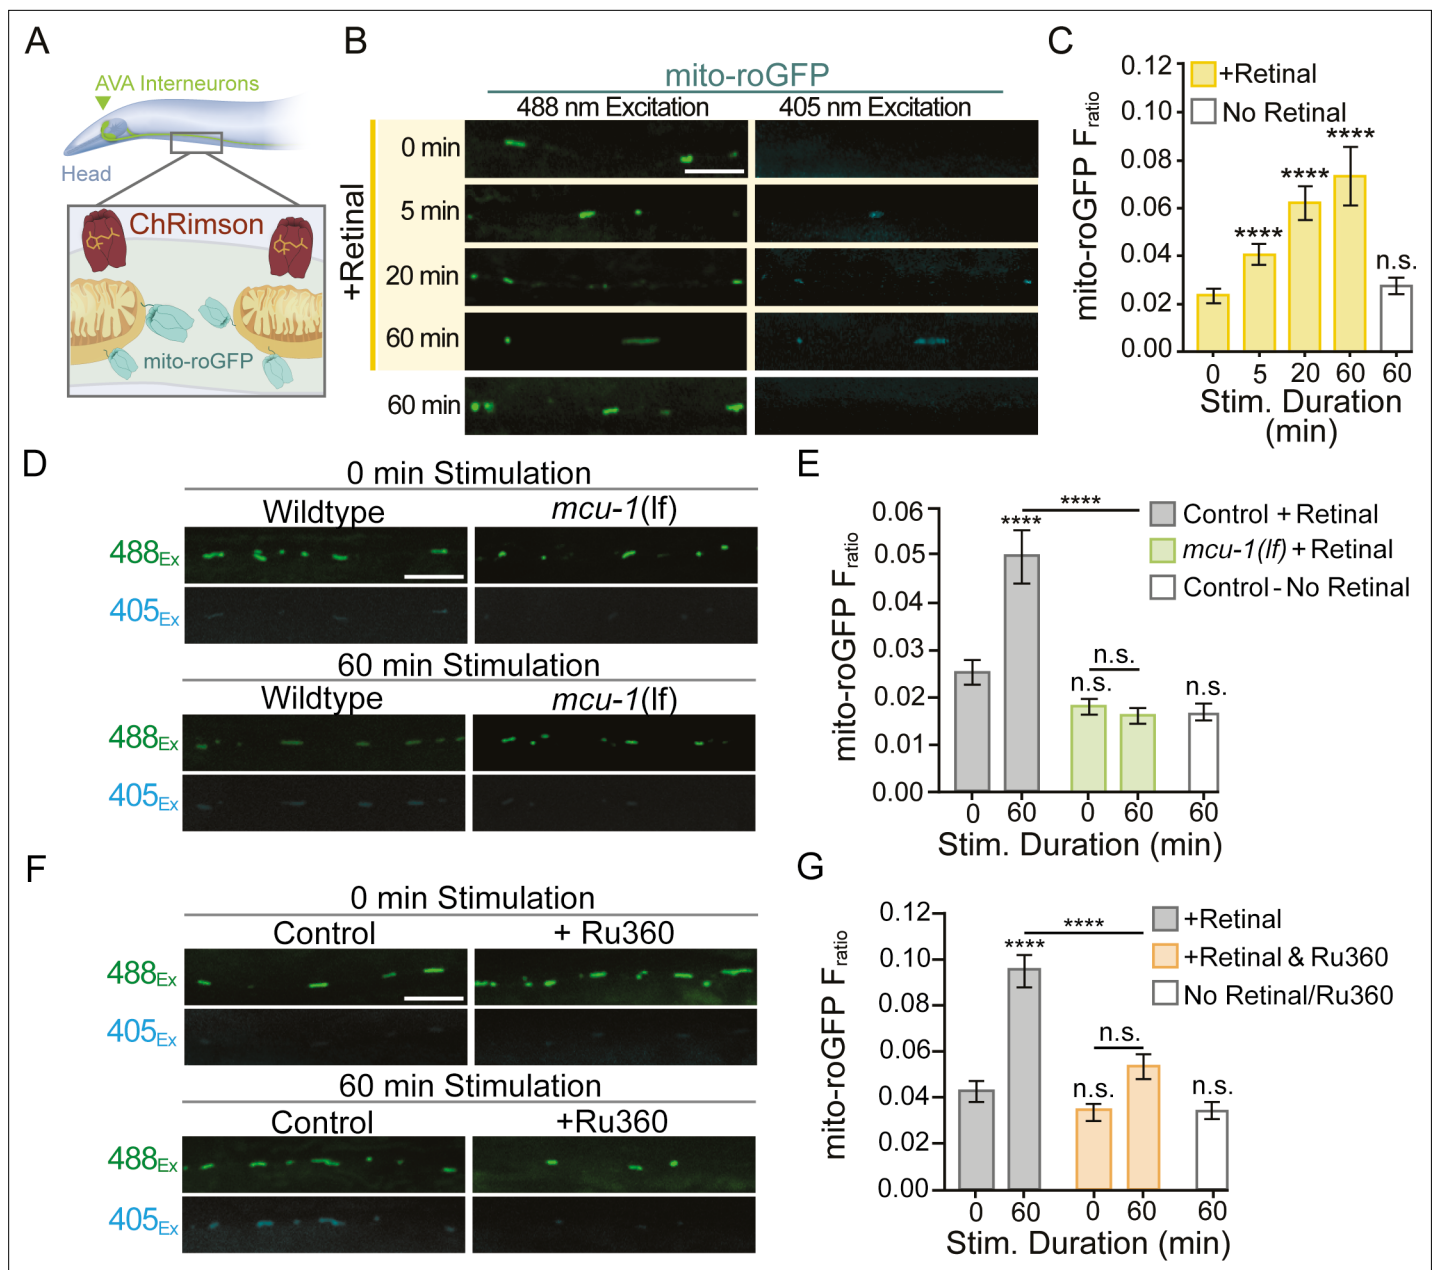 A
AVA Interneurons
Head
ChRimson
mito-roGFP
B
mito-roGFP
488 nm Excitation 405 nm Excitation
+Retinal
0 min
5 min
20 min
60 min
60 min
C
mito-roGFP Fratio
0.12
0.10
0.08
0.06
0.04
0.02
0.00
+Retinal
No Retinal
****
****
****
n.s.
0 5 20 60 60
Stim. Duration
(min)
D
0 min Stimulation
Wildtype mcu-1(lf)
488Ex
405Ex
60 min Stimulation
Wildtype mcu-1(lf)
488Ex
405Ex
E
mito-roGFP Fratio
0.06
0.05
0.04
0.03
0.02
0.01
0.00
****
****
n.s.
n.s.
n.s.
Control + Retinal
mcu-1(lf) + Retinal
Control - No Retinal
0 60 0 60 60
Stim. Duration (min)
F
0 min Stimulation
Control + Ru360
488Ex
405Ex
60 min Stimulation
Control +Ru360
488Ex
405Ex
G
mito-roGFP Fratio
0.12
0.10
0.08
0.06
0.04
0.02
0.00
****
****
n.s.
n.s.
n.s.
+Retinal
+Retinal & Ru360
No Retinal/Ru360
0 60 0 60 60
Stim. Duration (min)